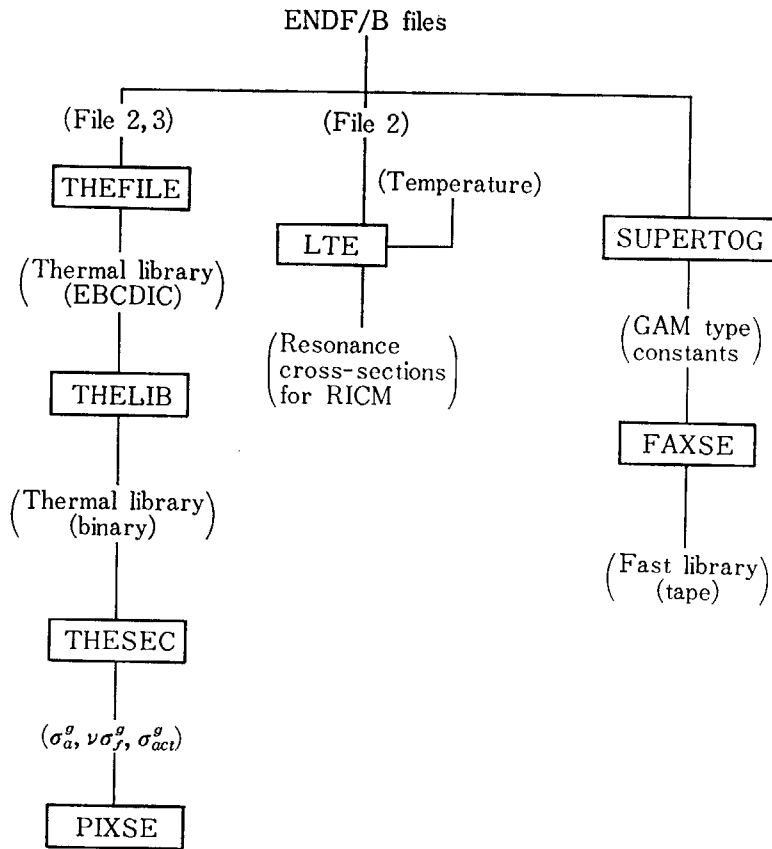 ENDF/B files
(File 2,3)
THEFILE
(Thermal library)
(EBCDIC)
THELIB
(Thermal library)
(binary)
THESEC
(σ_a^g, νσ_f^g, σ_act^g)
PIXSE
(File 2)
(Temperature)
LTE
(Resonance
cross-sections
for RICM)
SUPERTOG
(GAM type
constants)
FAXSE
(Fast library)
(tape)